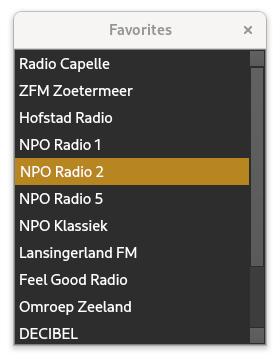 Favorites
Radio Capelle
ZFM Zoetermeer
Hofstad Radio
NPO Radio 1
NPO Radio 2
NPO Radio 5
NPO Klassiek
Lansingerland FM
Feel Good Radio
Omroep Zeeland
DECIBEL